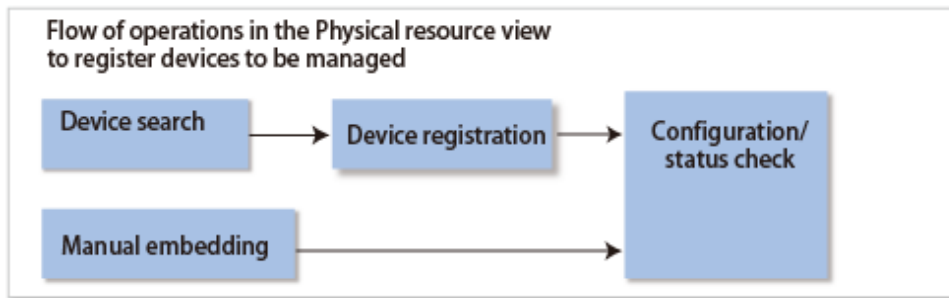 Flow of operations in the Physical resource view
to register devices to be managed
Device search
Device registration
Configuration/
status check
Manual embedding